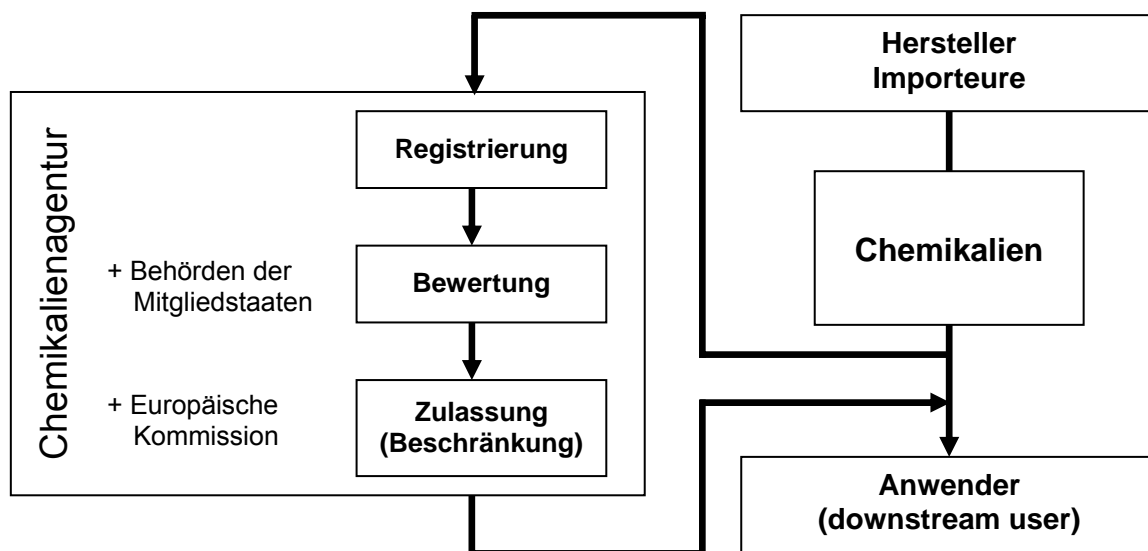 Chemikalienagentur
Registrierung
+ Behörden der
Mitgliedstaaten
Bewertung
+ Europäische
Kommission
Zulassung
(Beschränkung)
Hersteller
Importeure
Chemikalien
Anwender
(downstream user)